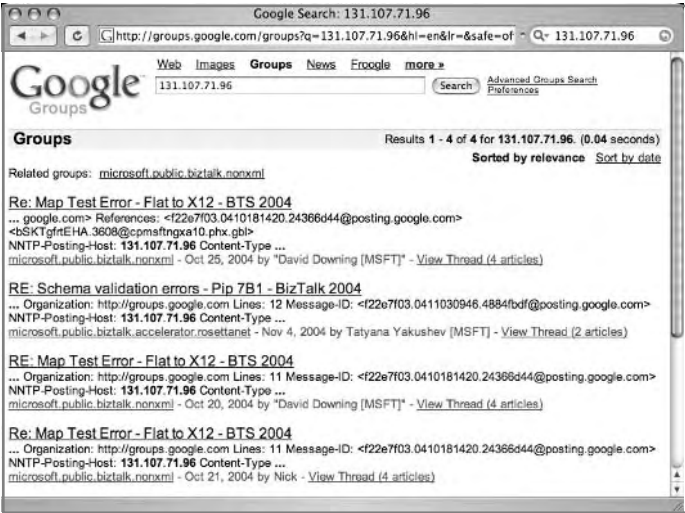 Google Search: 131.107.71.96
http://groups.google.com/groups?q=131.107.71.96&hl=en&lr=&safe=of
131.107.71.96
Google
Groups
Web Images Groups News Froogle more »
131.107.71.96 Search Advanced Groups Search
Preferences
Groups Results 1 - 4 of 4 for 131.107.71.96. (0.04 seconds)
Sorted by relevance Sort by date
Related groups: microsoft.public.biztalk.nonxml
Re: Map Test Error - Flat to X12 - BTS 2004
... google.com> References: <f22e7f03.0410181420.24366d44@posting.google.com>
<bSKTgfrtEHA.3608@cpmsftngxa10.phx.gbl>
NNTP-Posting-Host: 131.107.71.96 Content-Type ...
microsoft.public.biztalk.nonxml - Oct 25, 2004 by "David Downing [MSFT]" - View Thread (4 articles)
RE: Schema validation errors - Pip 7B1 - BizTalk 2004
... Organization: http://groups.google.com Lines: 12 Message-ID: <f22e7f03.0411030946.4884fbdf@posting.google.com>
NNTP-Posting-Host: 131.107.71.96 Content-Type ...
microsoft.public.biztalk.accelerator.rosettanet - Nov 4, 2004 by Tatyana Yakushev [MSFT] - View Thread (2 articles)
RE: Map Test Error - Flat to X12 - BTS 2004
... Organization: http://groups.google.com Lines: 11 Message-ID: <f22e7f03.0410181420.24366d44@posting.google.com>
NNTP-Posting-Host: 131.107.71.96 Content-Type ...
microsoft.public.biztalk.nonxml - Oct 20, 2004 by "David Downing [MSFT]" - View Thread (4 articles)
Re: Map Test Error - Flat to X12 - BTS 2004
... Organization: http://groups.google.com Lines: 11 Message-ID: <f22e7f03.0410181420.24366d44@posting.google.com>
NNTP-Posting-Host: 131.107.71.96 Content-Type ...
microsoft.public.biztalk.nonxml - Oct 21, 2004 by Nick - View Thread (4 articles)